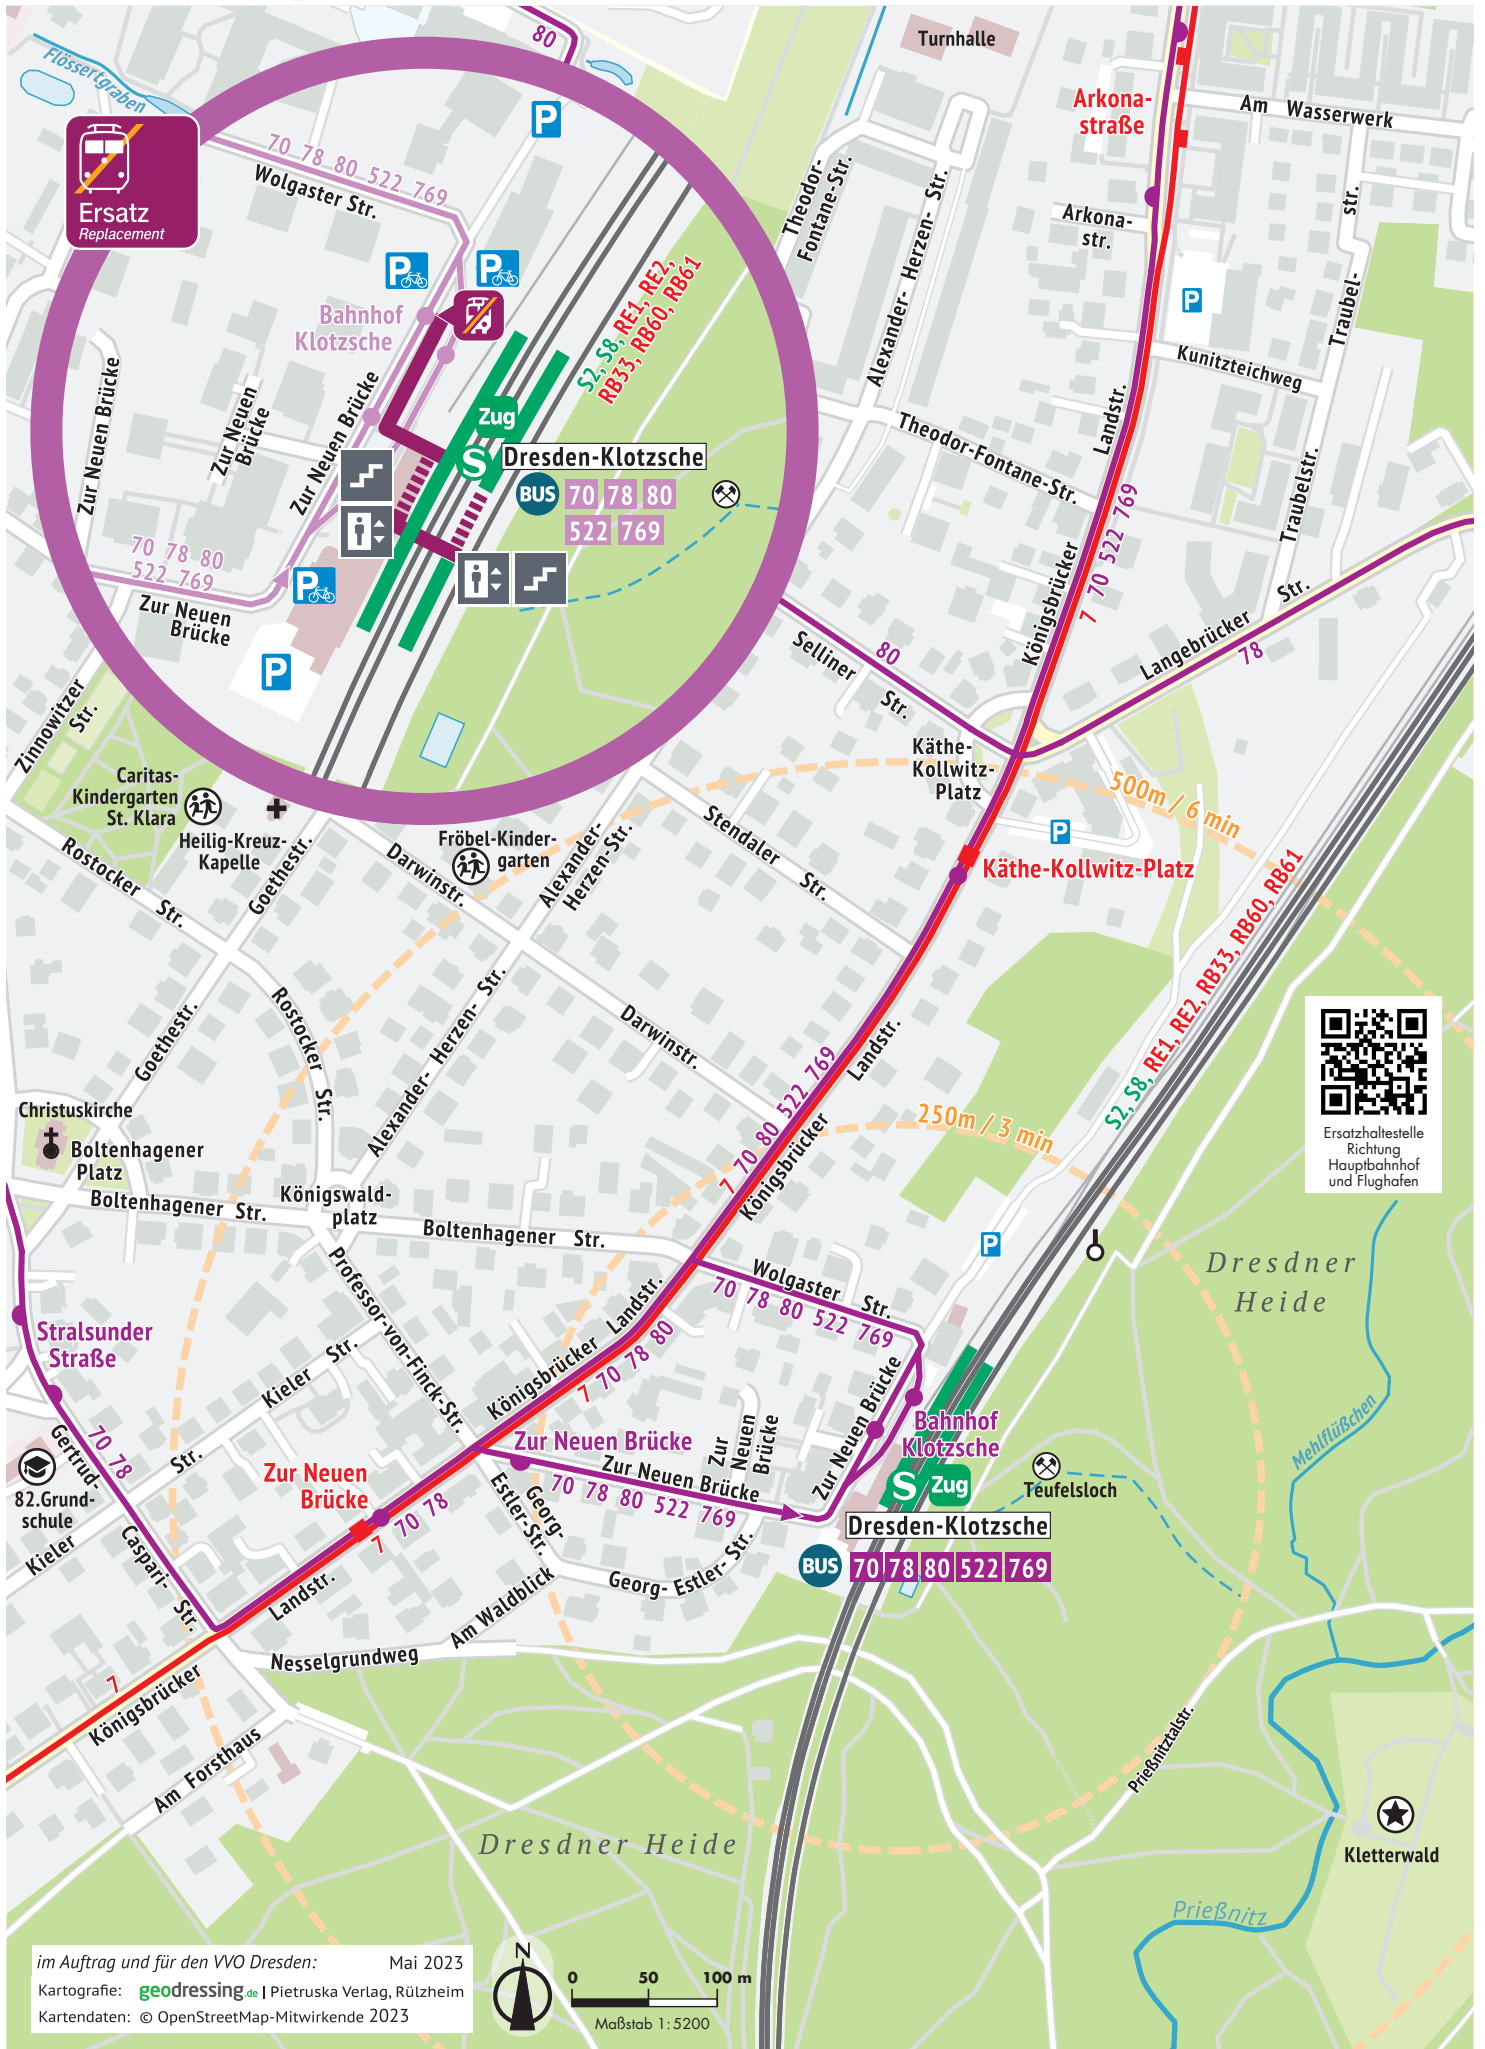 80
Flössertgraben
Ersatz
Replacement
70 78 80 522 769
Wolgaster Str.
P
P
P
Bahnhof
Klotzsche
S2, S8, RE1, RE2,
RB33, RB60, RB61
Zur Neuen Brücke
Zur Neuen
Brücke
Zur Neuen Brücke
Zug
S
Dresden-Klotzsche
BUS
70 78 80
522 769
70 78 80
522 769
Zur Neuen
Brücke
P
P
Turnhalle
Theodor-
Fontane-Str.
Alexander- Herzen- Str.
Arkona-
straße
Am Wasserwerk
Arkona-
str.
Traubel-
str.
P
Kunitzteichweg
Landstr.
Theodor-Fontane-Str.
Traubelstr.
Königsbrücker
7 70 522 769
Langebrücker Str.
78
80
Selliner Str.
Käthe-
Kollwitz-
Platz
500m / 6 min
P
Käthe-Kollwitz-Platz
Zinnowitzer
Str.
Caritas-
Kindergarten
St. Klara
Heilig-Kreuz-
Kapelle
Rostocker Str.
Goethestr.
Fröbel-Kinder-
garten
Darwinstr.
Alexander-
Herzen-Str.
Stendaler Str.
S2, S8, RE1, RE2, RB33, RB60, RB61
Goethestr.
Rostocker Str.
Alexander- Herzen- Str.
Darwinstr.
Landstr.
7 70 80 522 769
Königsbrücker
250m / 3 min
Ersatzhaltestelle
Richtung
Hauptbahnhof
und Flughafen
Christuskirche
Boltenhagener
Platz
Boltenhagener Str.
Königswald-
platz
Boltenhagener Str.
P
Dresdner
Heide
Wolgaster Str.
70 78 80 522 769
Stralsunder
Straße
Professor-von-Finck-Str.
Kieler Str.
Königsbrücker Landstr.
7 70 78 80
Zur Neuen Brücke
Bahnhof
Klotzsche
Mehlflüßchen
70 78
Gertrud-
Caspari-
Str.
Kieler Str.
82.Grund-
schule
Zur Neuen
Brücke
Zur Neuen Brücke
Zur
Neuen
Brücke
Zur Neuen Brücke
70 78 80 522 769
S Zug
Teufelsloch
Dresden-Klotzsche
BUS 70 78 80 522 769
7 70 78
Georg-
Estler-Str.
Georg- Estler- Str.
Landstr.
Am Waldblick
Nesselgrundweg
7
Königsbrücker
Am Forsthaus
Prießnitztalstr.
Dresdner Heide
Kletterwald
Prießnitz
im Auftrag und für den VVO Dresden: Mai 2023
Kartografie: geodressing.de | Pietruska Verlag, Rülzheim
Kartendaten: © OpenStreetMap-Mitwirkende 2023
N
0 50 100 m
Maßstab 1:5200